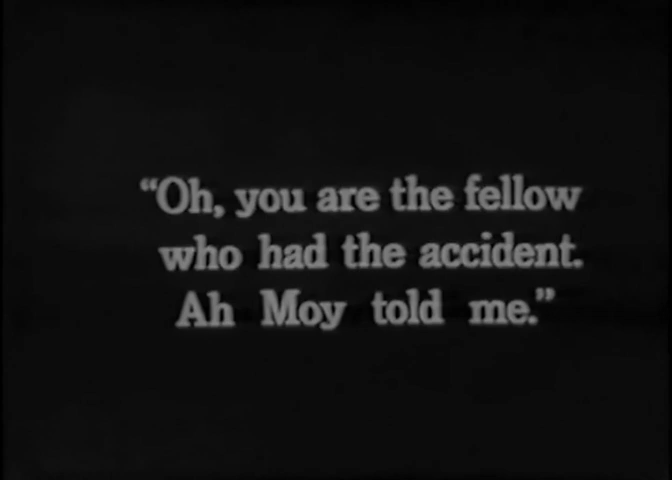 “Oh, you are the fellow
who had the accident.
Ah Moy told me.”